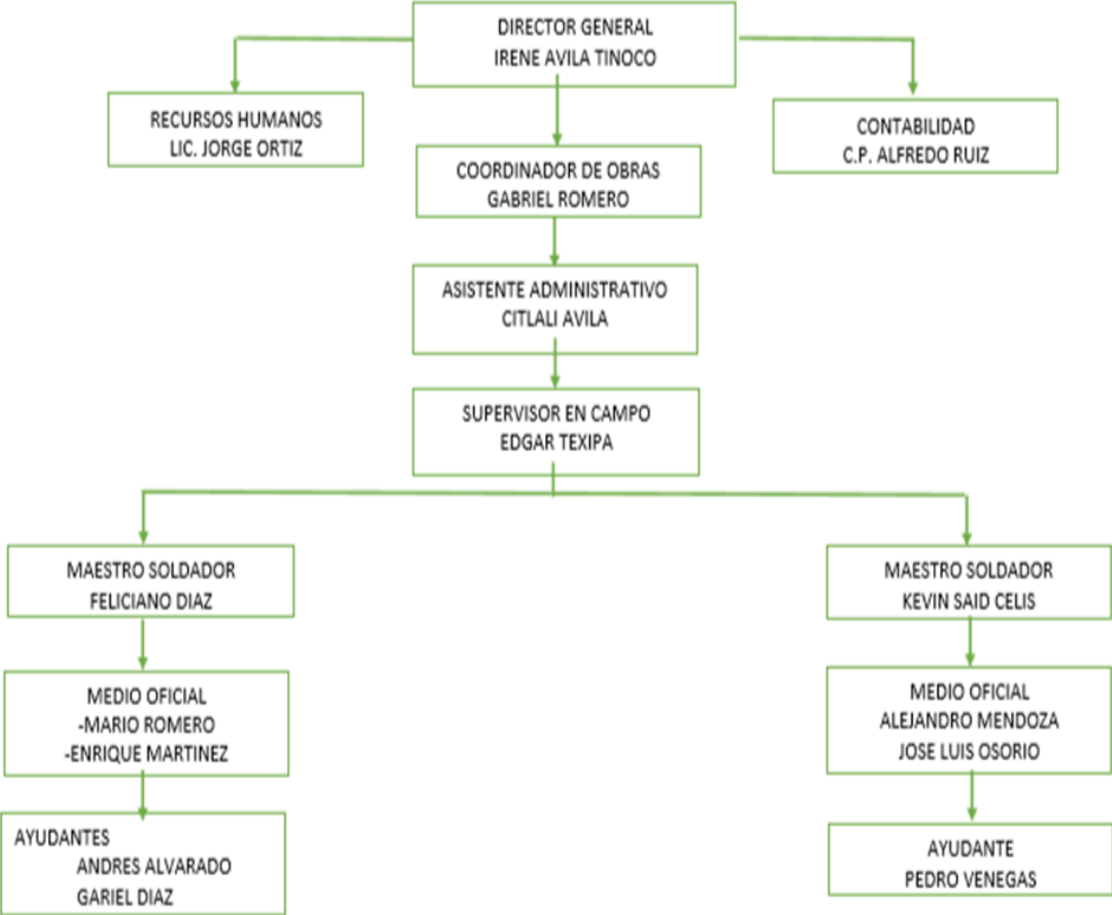 DIRECTOR GENERAL
IRENE AVILA TINOCO
RECURSOS HUMANOS
LIC. JORGE ORTIZ
CONTABILIDAD
C.P. ALFREDO RUIZ
COORDINADOR DE OBRAS
GABRIEL ROMERO
ASISTENTE ADMINISTRATIVO
CITLALI AVILA
SUPERVISOR EN CAMPO
EDGAR TEXIPA
MAESTRO SOLDADOR
FELICIANO DIAZ
MEDIO OFICIAL
-MARIO ROMERO
-ENRIQUE MARTINEZ
AYUDANTES
ANDRES ALVARADO
GARIEL DIAZ
MAESTRO SOLDADOR
KEVIN SAID CELIS
MEDIO OFICIAL
ALEJANDRO MENDOZA
JOSE LUIS OSORIO
AYUDANTE
PEDRO VENEGAS